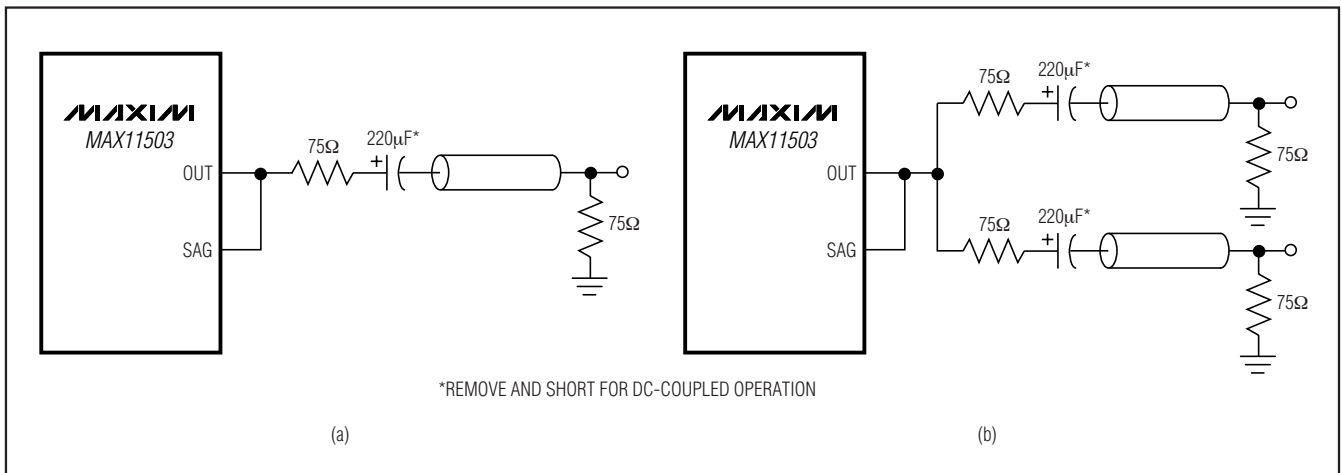 MAXIM
MAX11503
OUT
SAG
75Ω
+
220μF*
75Ω
MAXIM
MAX11503
OUT
SAG
75Ω
+
220μF*
75Ω
75Ω
+
220μF*
75Ω
*REMOVE AND SHORT FOR DC-COUPLED OPERATION
(a)
(b)